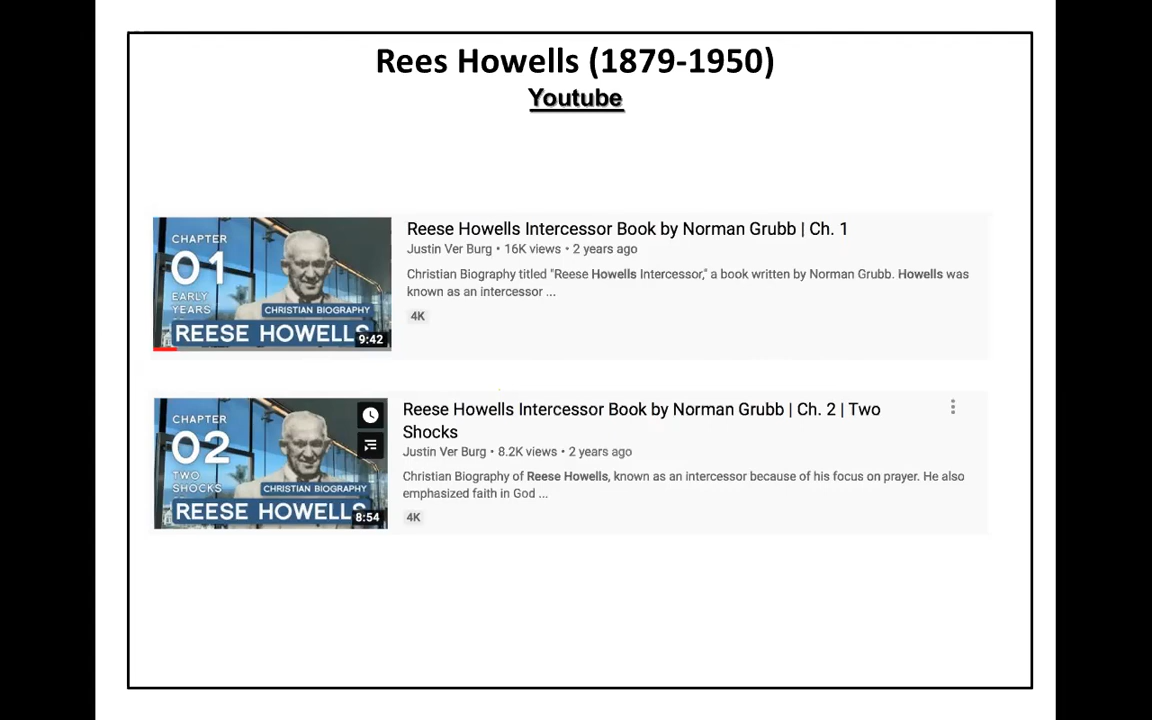 Rees Howells (1879-1950)
Youtube
CHAPTER
01
EARLY
YEARS
CHRISTIAN BIOGRAPHY
REESE HOWELLS
9:42
Reese Howells Intercessor Book by Norman Grubb | Ch. 1
Justin Ver Burg • 16K views • 2 years ago
Christian Biography titled "Reese Howells Intercessor," a book written by Norman Grubb. Howells was
known as an intercessor ...
4K
CHAPTER
02
TWO
SHOCKS
CHRISTIAN BIOGRAPHY
REESE HOWELLS
8:54
Reese Howells Intercessor Book by Norman Grubb | Ch. 2 | Two
Shocks
Justin Ver Burg • 8.2K views • 2 years ago
Christian Biography of Reese Howells, known as an intercessor because of his focus on prayer. He also
emphasized faith in God ...
4K